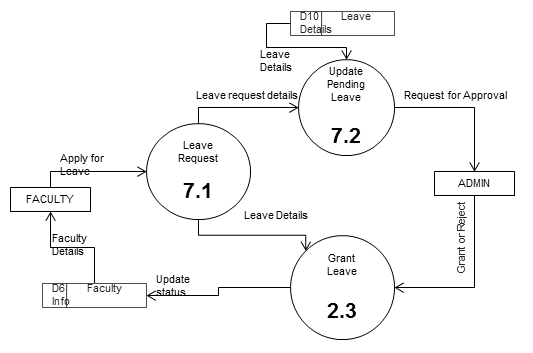 D10 Leave
Details
Leave
Details
Update
Pending
Leave
7.2
Leave request details
Request for Approval
Leave
Request
7.1
Apply for
Leave
FACULTY
ADMIN
Grant or Reject
Leave Details
Faculty
Details
Grant
Leave
2.3
Update
status
D6 Faculty
Info